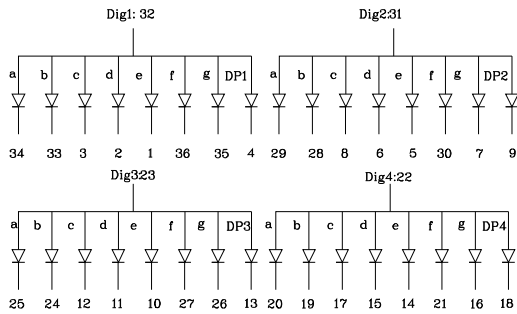 Dig1: 32 Dig2:31
a b c d e f g DP1 a b c d e f g DP2
34 33 3 2 1 36 35 4 29 28 8 6 5 30 7 9
Dig3:23 Dig4:22
a b c d e f g DP3 a b c d e f g DP4
25 24 12 11 10 27 26 13 20 19 17 15 14 21 16 18